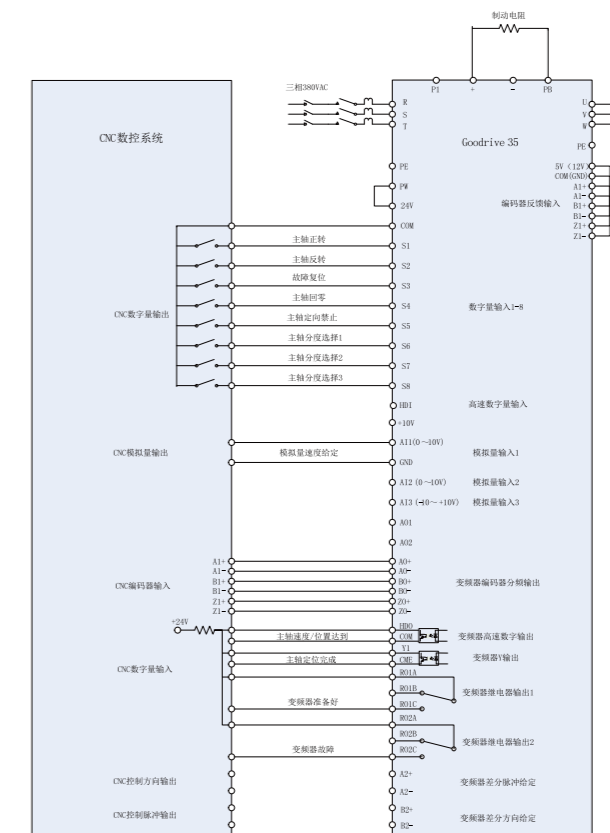 制动电阻
三相380VAC
P1 + - PB
R
S
T
U
V
W
CNC数控系统
Goodrive 35
PE
PE
5V (12V)
COM(GND)
A1+
A1-
B1+
B1-
Z1+
Z1-
编码器反馈输入
PW
24V
COM
主轴正转
S1
主轴反转
S2
故障复位
S3
主轴回零
S4
数字量输入1-8
CNC数字量输出
主轴定向禁止
S5
主轴分度选择1
S6
主轴分度选择2
S7
主轴分度选择3
S8
HDI
高速数字量输入
+10V
AI1(0~10V)
CNC模拟量输出
模拟量速度给定
模拟量输入1
GND
AI2 (0~10V)
模拟量输入2
AI3 (-10~+10V)
模拟量输入3
AO1
AO2
A1+ AO+
A1- AO-
B1+ BO+
B1- BO-
Z1+ ZO+
Z1- ZO-
CNC编码器输入
变频器编码器分频输出
+24V
HDO
主轴速度/位置达到
COM
变频器高速数字输出
Y1
主轴定位完成
CME
变频器Y输出
CNC数字量输入
RO1A
RO1B
变频器继电器输出1
变频器准备好
RO1C
RO2A
RO2B
变频器继电器输出2
变频器故障
RO2C
A2+
CNC控制方向输出
变频器差分脉冲给定
A2-
B2+
CNC控制脉冲输出
变频器差分方向给定
B2-